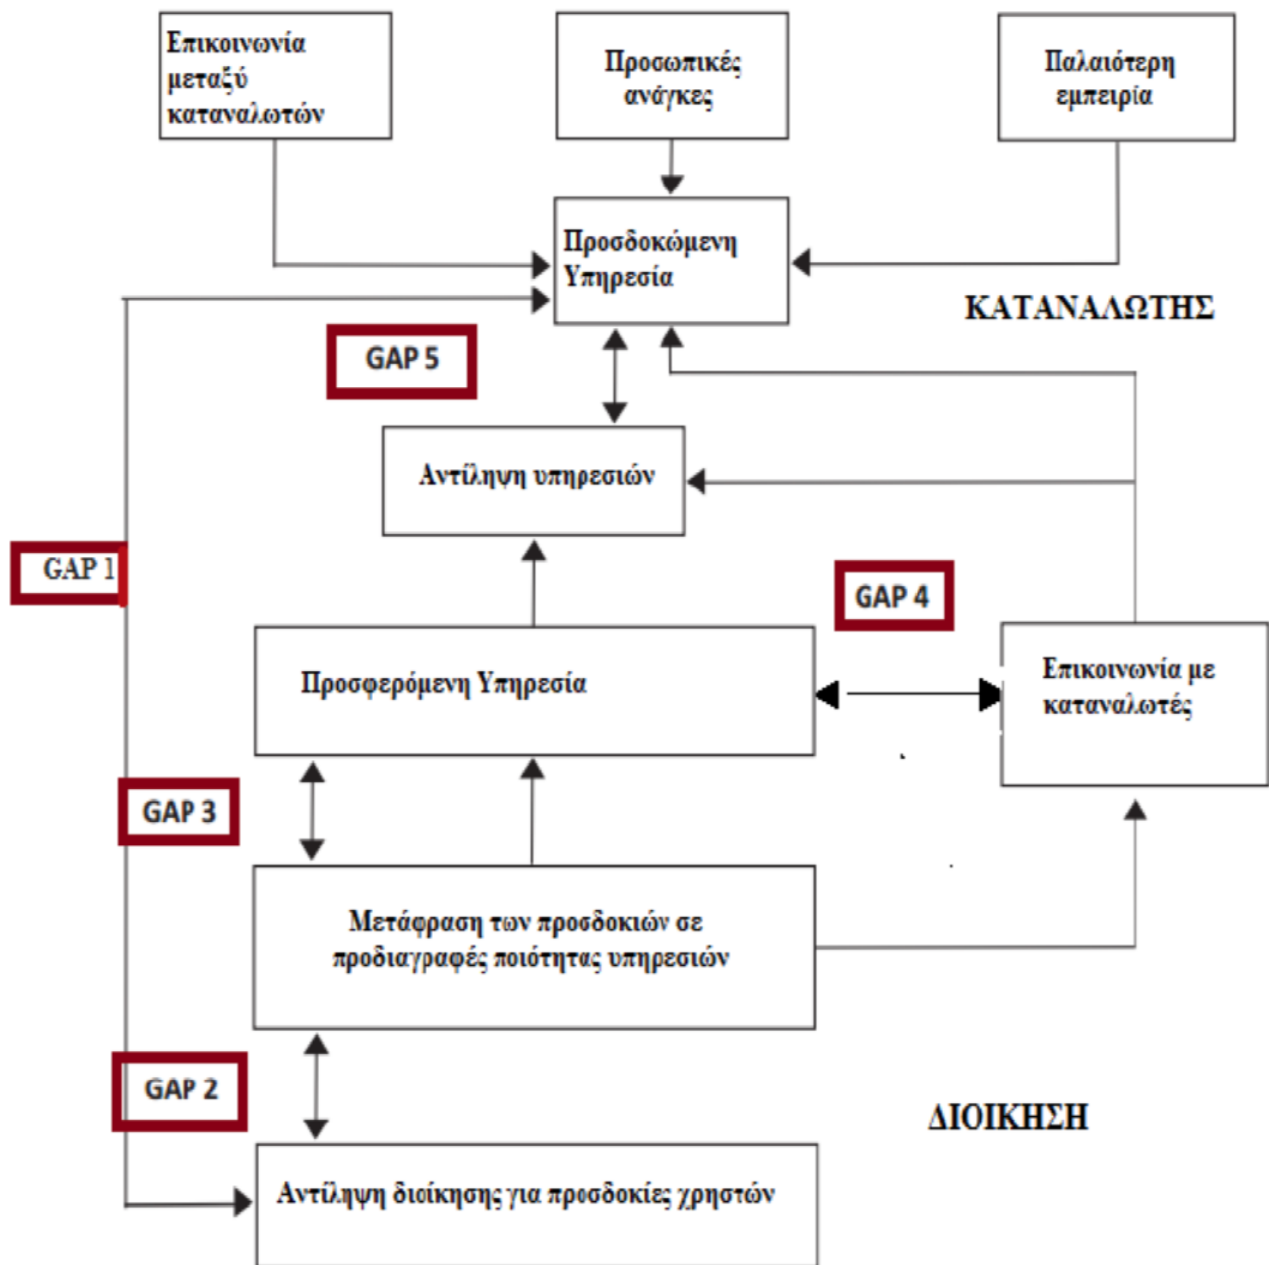 Επικοινωνία
μεταξύ
καταναλωτών
Προσωπικές
ανάγκες
Παλαιότερη
εμπειρία
Προσδοκώμενη
Υπηρεσία
ΚΑΤΑΝΑΛΩΤΗΣ
GAP 5
Αντίληψη υπηρεσιών
GAP 1
GAP 4
Προσφερόμενη Υπηρεσία
Επικοινωνία με
καταναλωτές
GAP 3
Μετάφραση των προσδοκιών σε
προδιαγραφές ποιότητας υπηρεσιών
GAP 2
ΔΙΟΙΚΗΣΗ
Αντίληψη διοίκησης για προσδοκίες χρηστών